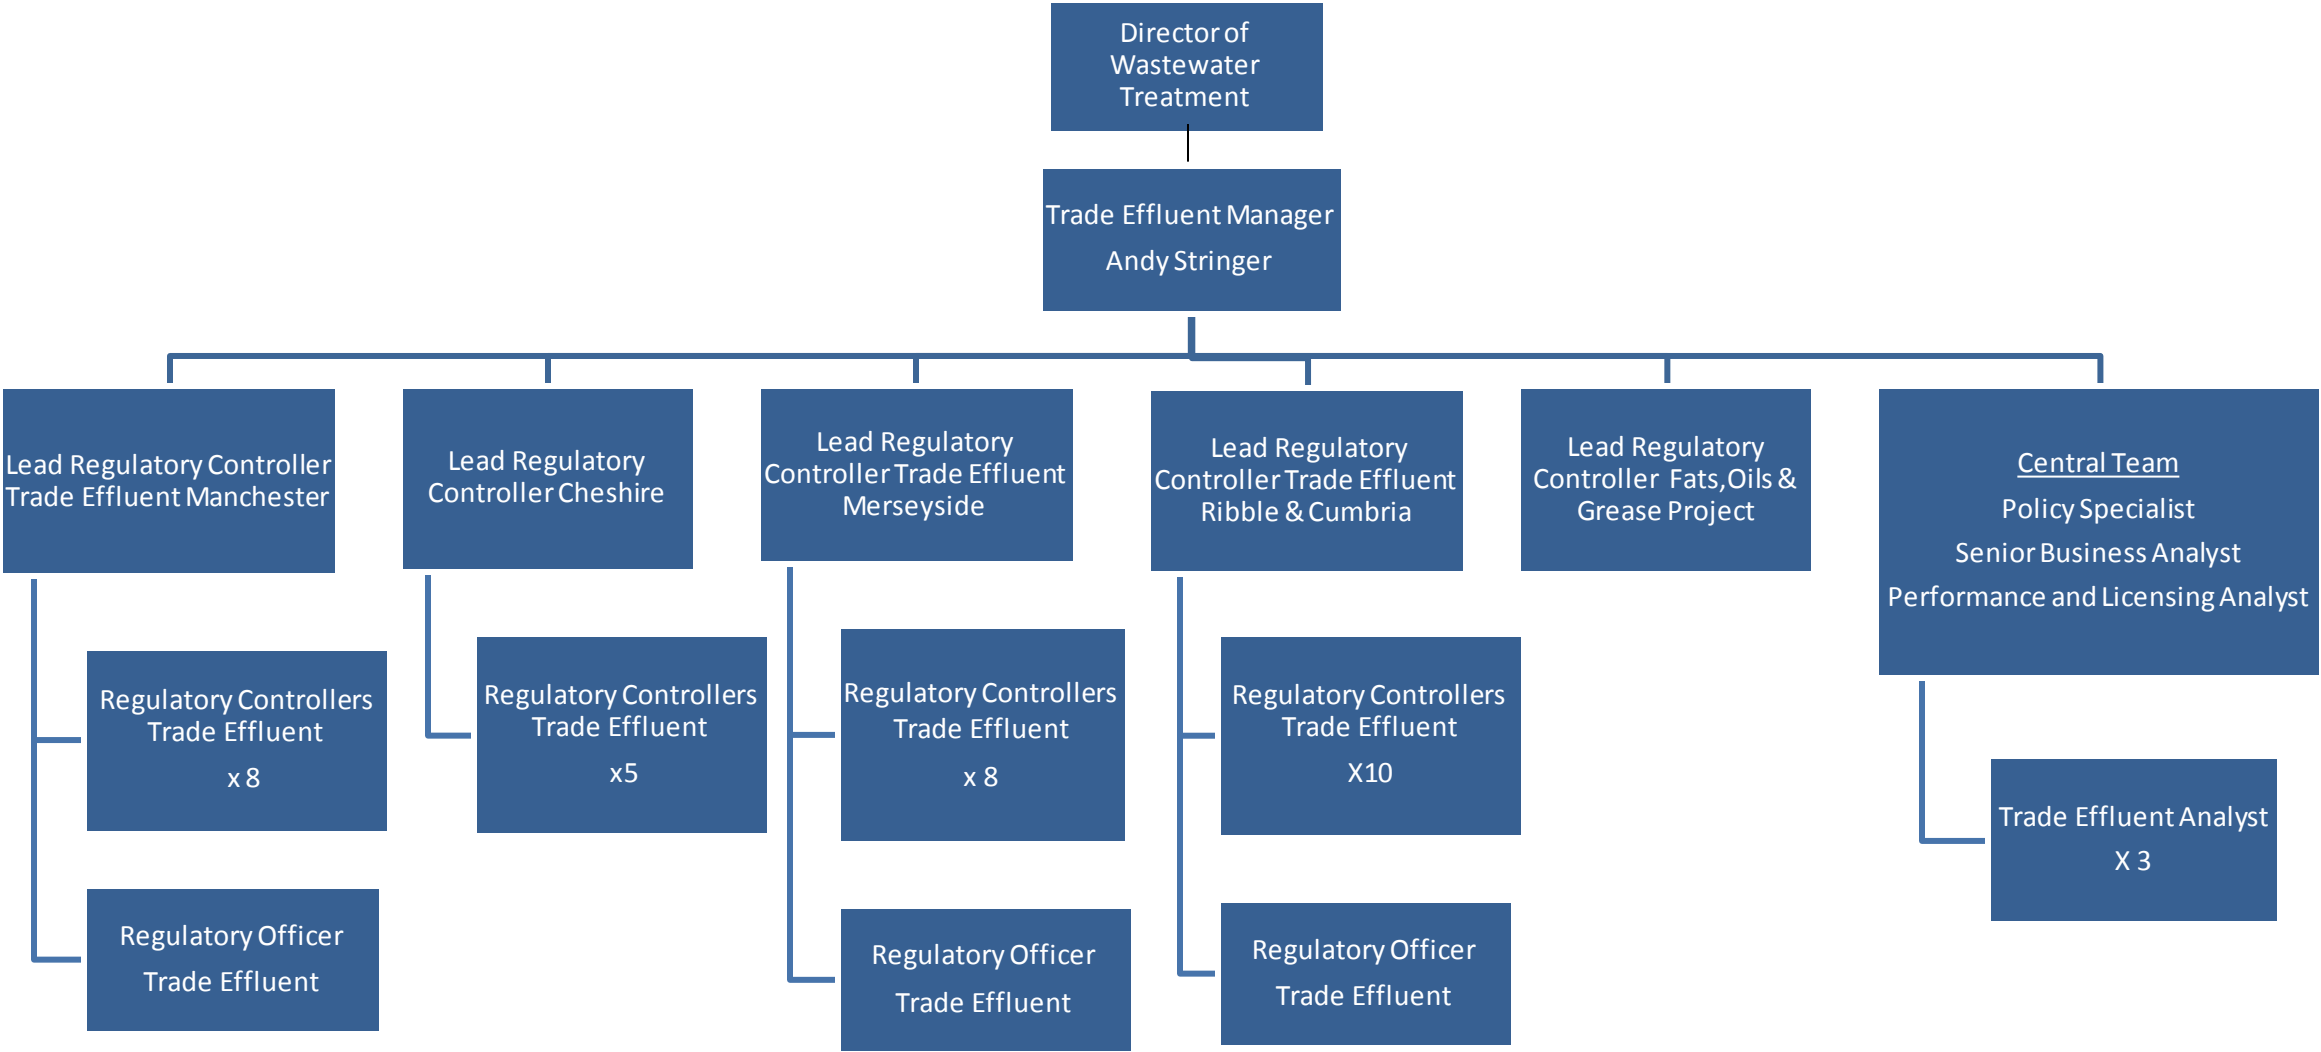 Director of
Wastewater
Treatment
Trade Effluent Manager
Andy Stringer
Lead Regulatory Controller
Trade Effluent Manchester
Lead Regulatory
Controller Cheshire
Lead Regulatory
Controller Trade Effluent
Merseyside
Lead Regulatory
Controller Trade Effluent
Ribble & Cumbria
Lead Regulatory
Controller Fats, Oils &
Grease Project
Central Team
Policy Specialist
Senior Business Analyst
Performance and Licensing Analyst
Regulatory Controllers
Trade Effluent
x 8
Regulatory Controllers
Trade Effluent
x5
Regulatory Controllers
Trade Effluent
x 8
Regulatory Controllers
Trade Effluent
X10
Trade Effluent Analyst
X 3
Regulatory Officer
Trade Effluent
Regulatory Officer
Trade Effluent
Regulatory Officer
Trade Effluent